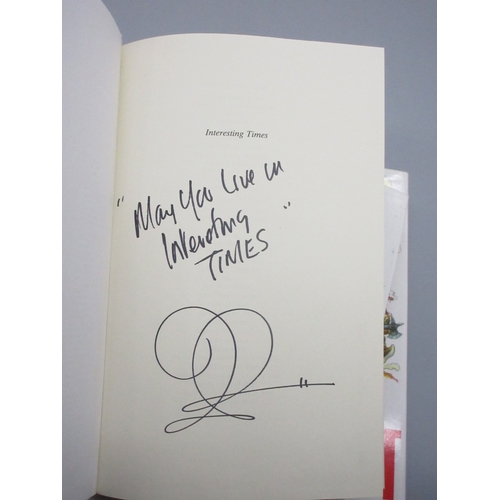 Interesting Times
"May You Live in
Interesting "
TIMES